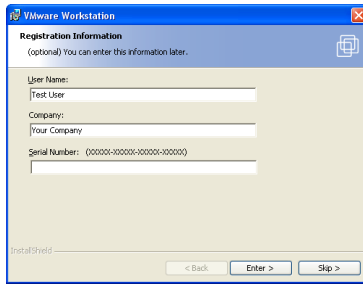 VMware Workstation
Registration Information
(optional) You can enter this information later.
User Name:
Test User
Company:
Your Company
Serial Number: (XXXXX-XXXXX-XXXXX-XXXXX)
InstallShield
< Back Enter > Skip >